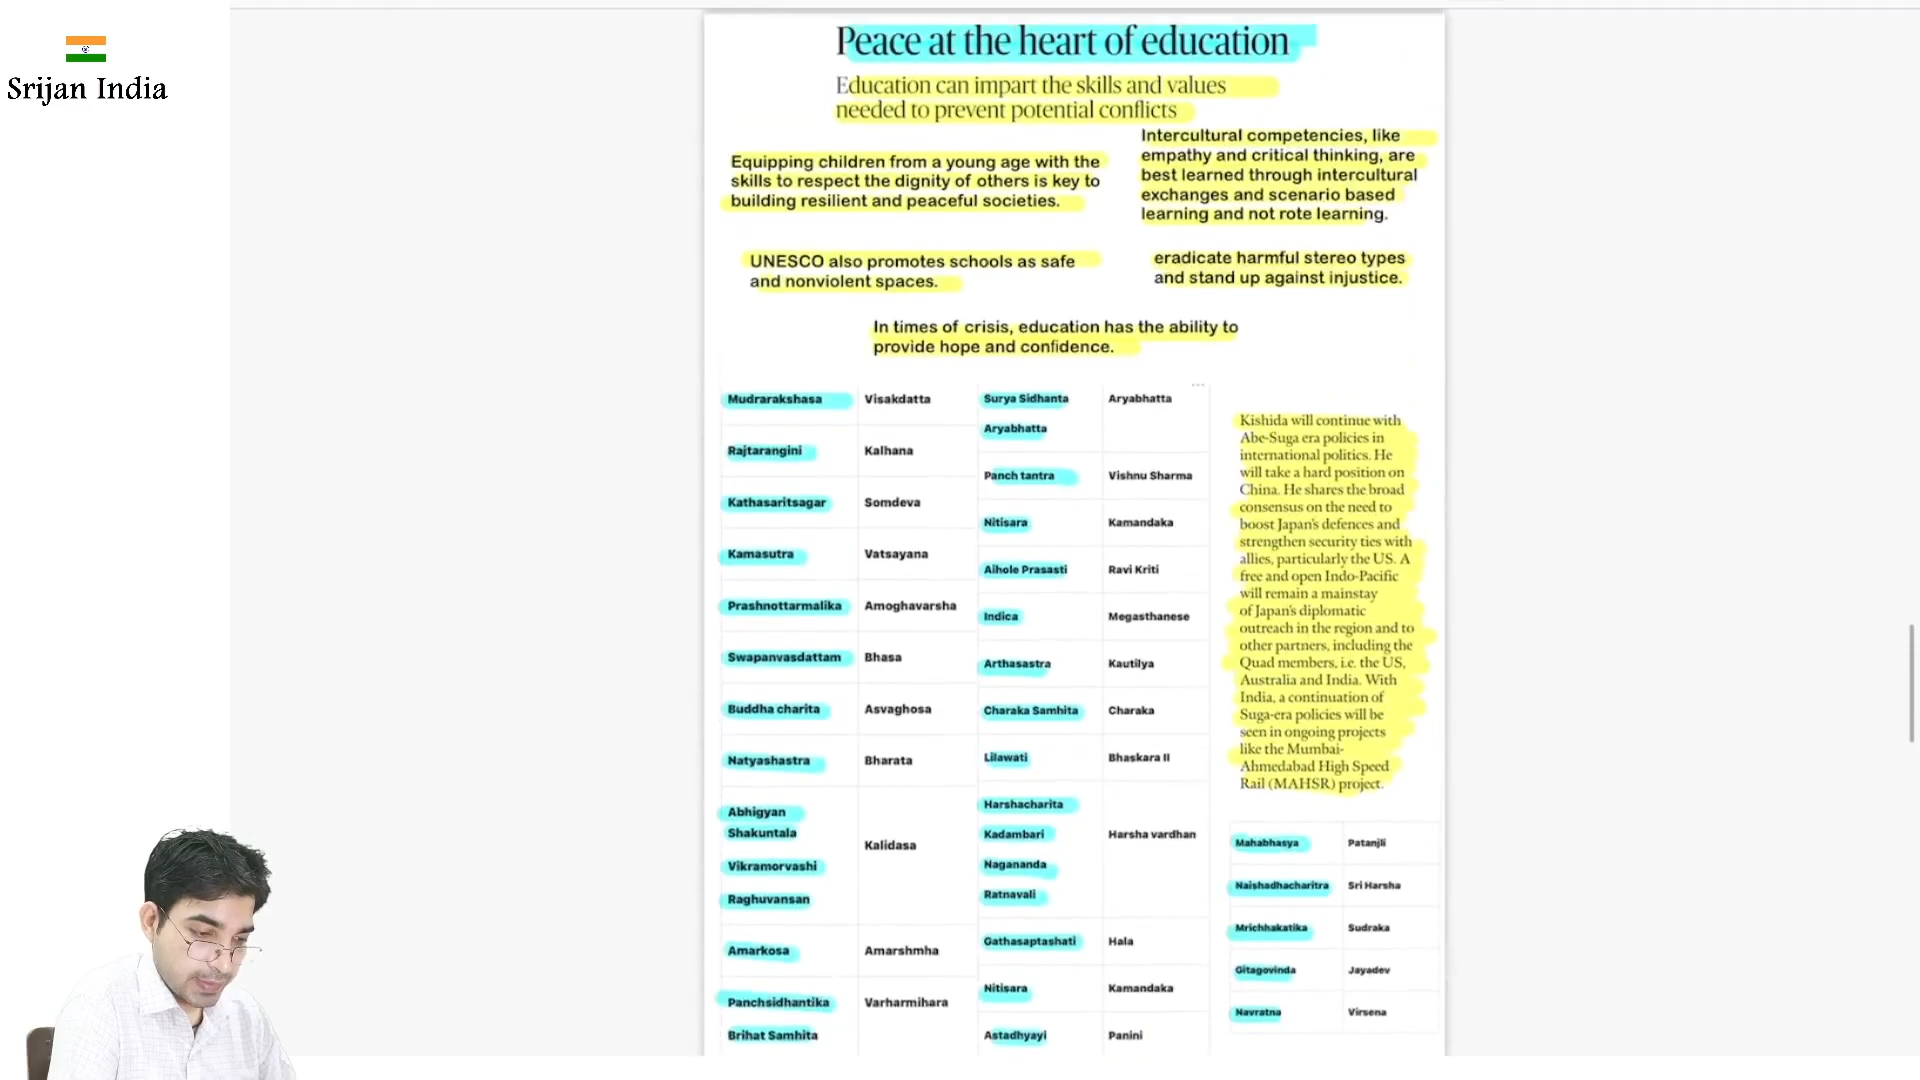 Srijan India
Peace at the heart of education
Education can impart the skills and values
needed to prevent potential conflicts
Equipping children from a young age with the
skills to respect the dignity of others is key to
building resilient and peaceful societies.
Intercultural competencies, like
empathy and critical thinking, are
best learned through intercultural
exchanges and scenario based
learning and not rote learning.
UNESCO also promotes schools as safe
and nonviolent spaces.
eradicate harmful stereo types
and stand up against injustice.
In times of crisis, education has the ability to
provide hope and confidence.
Mudrarakshasa Visakdatta
Rajtarangini Kalhana
Kathasaritsagar Somdeva
Kamasutra Vatsayana
Prashnottarmalika Amoghavarsha
Swapanvasdattam Bhasa
Buddha charita Asvaghosa
Natyashastra Bharata
Abhigyan
Shakuntala
Kalidasa
Vikramorvashi
Raghuvansan
Amarkosa Amarshmha
Panchsidhantika Varharmihara
Brihat Samhita
Surya Sidhanta Aryabhatta
Aryabhatta
Panch tantra Vishnu Sharma
Nitisara Kamandaka
Aihole Prasasti Ravi Kriti
Indica Megasthanese
Arthasastra Kautilya
Charaka Samhita Charaka
Lilawati Bhaskara II
Harshacharita
Kadambari Harsha vardhan
Nagananda
Ratnavali
Gathasaptashati Hala
Nitisara Kamandaka
Astadhyayi Panini
Kishida will continue with
Abe-Suga era policies in
international politics. He
will take a hard position on
China. He shares the broad
consensus on the need to
boost Japan's defences and
strengthen security ties with
allies, particularly the US. A
free and open Indo-Pacific
will remain a mainstay
of Japan's diplomatic
outreach in the region and to
other partners, including the
Quad members, i.e. the US,
Australia and India. With
India, a continuation of
Suga-era policies will be
seen in ongoing projects
like the Mumbai-
Ahmedabad High Speed
Rail (MAHSR) project.
Mahabhasya Patanjli
Naishadhacharitra Sri Harsha
Mrichhakatika Sudraka
Gitagovinda Jayadev
Navratna Virsena